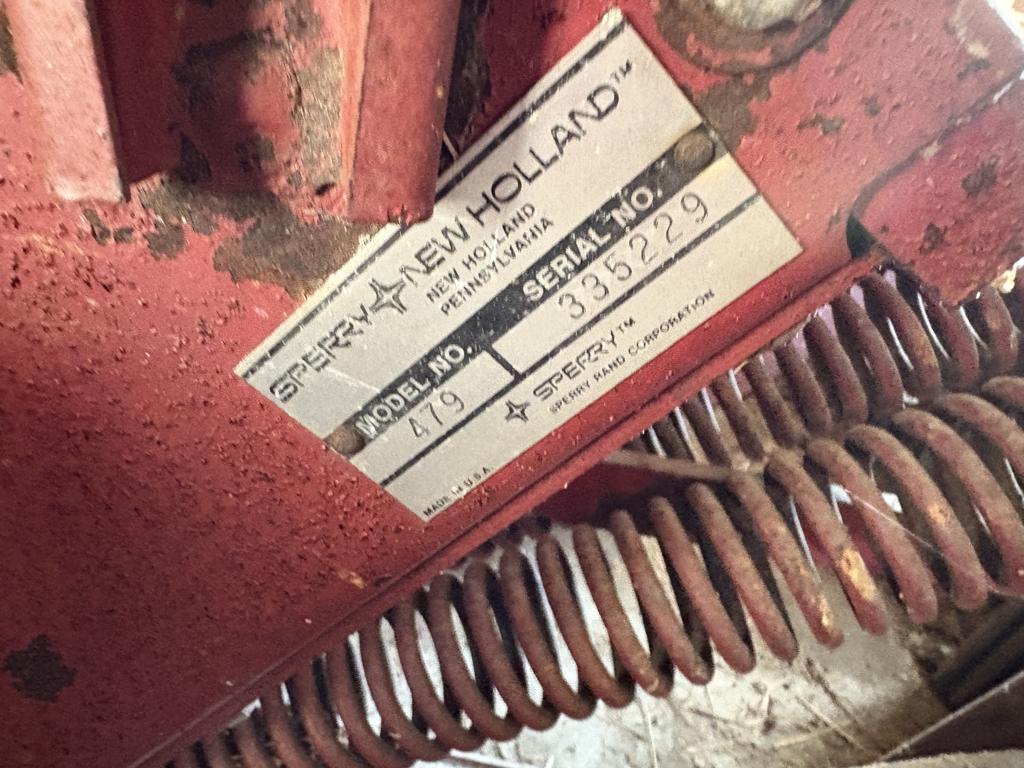 SPERRY NEW HOLLAND™
NEW HOLLAND
PENNSYLVANIA
MODEL NO. SERIAL NO.
479 335229
SPERRY™
SPERRY RAND CORPORATION
MADE IN U.S.A.